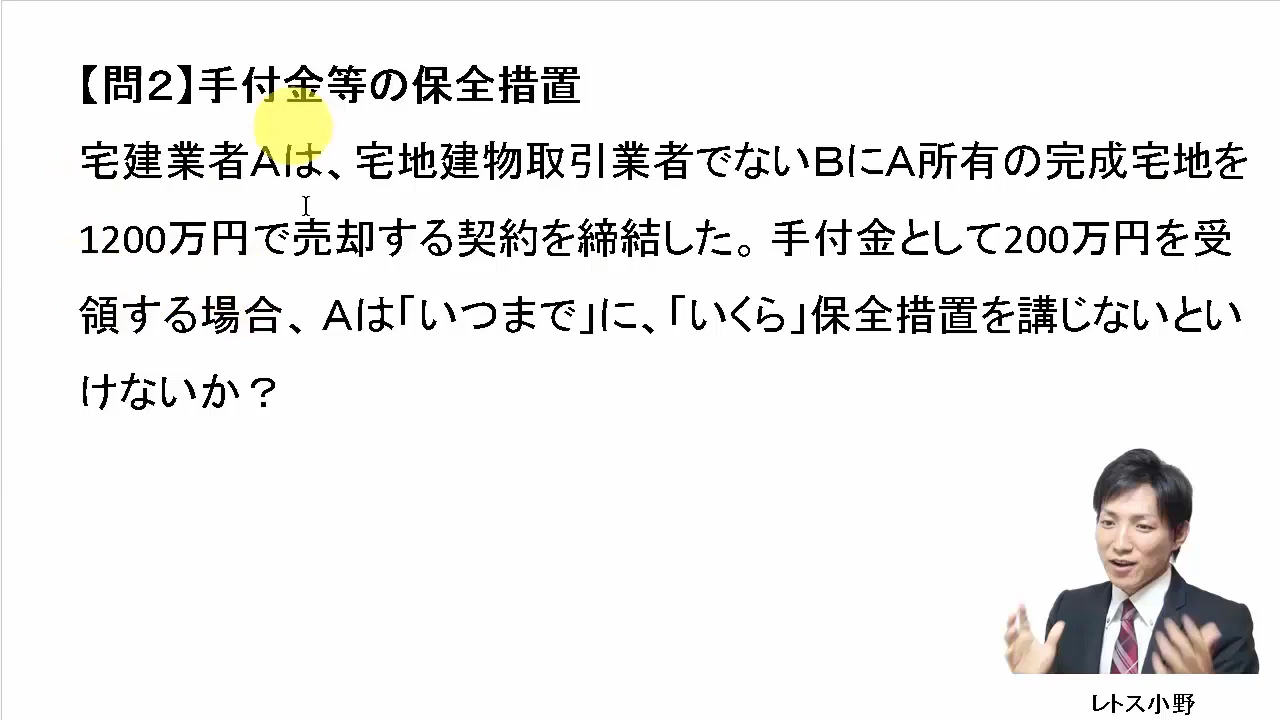 【問２】手付金等の保全措置
宅建業者Ａは、宅地建物取引業者でないＢにＡ所有の完成宅地を
1200万円で売却する契約を締結した。手付金として200万円を受
領する場合、Ａは「いつまで」に、「いくら」保全措置を講じないとい
けないか？
レトス小野